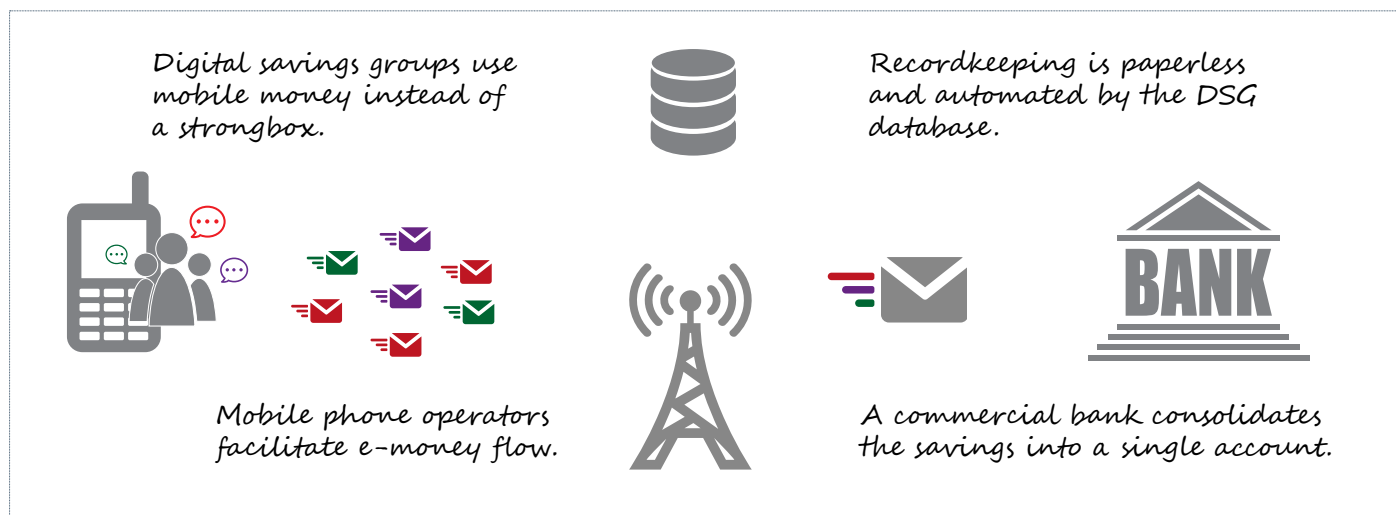 Digital savings groups use
mobile money instead of
a strongbox.
Recordkeeping is paperless
and automated by the DSG
database.
BANK
Mobile phone operators
facilitate e-money flow.
A commercial bank consolidates
the savings into a single account.